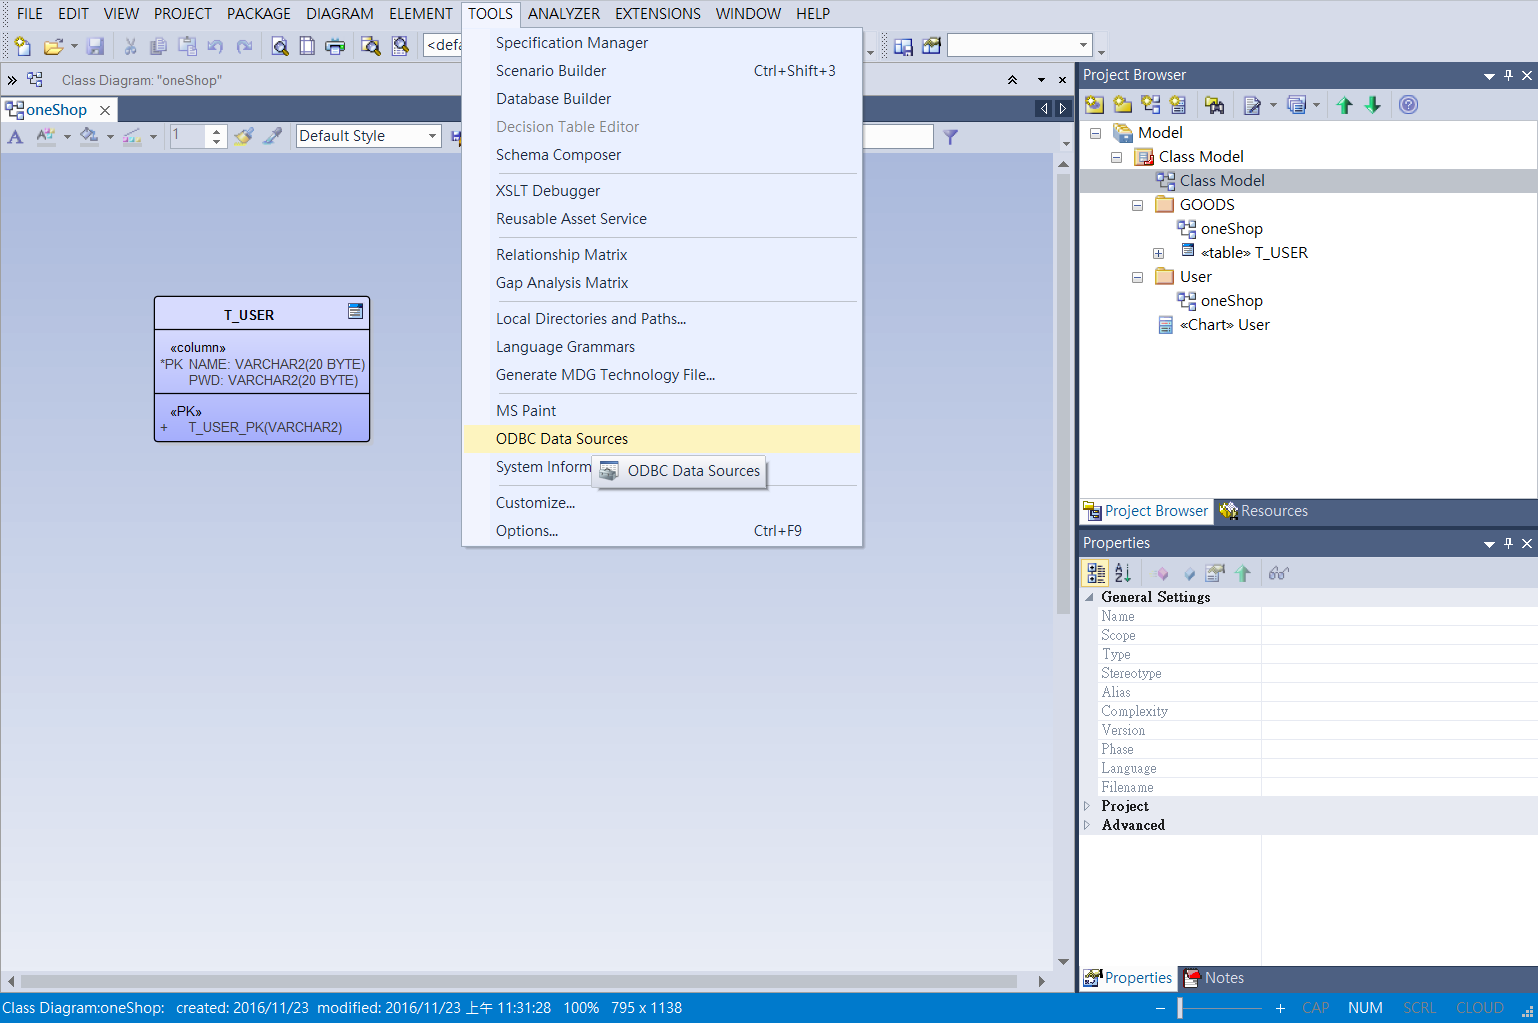 FILE EDIT VIEW PROJECT PACKAGE DIAGRAM ELEMENT TOOLS ANALYZER EXTENSIONS WINDOW HELP
Class Diagram: "oneShop"
oneShop
1
Default Style
Specification Manager
Scenario Builder Ctrl+Shift+3
Database Builder
Decision Table Editor
Schema Composer
XSLT Debugger
Reusable Asset Service
Relationship Matrix
Gap Analysis Matrix
Local Directories and Paths...
Language Grammars
Generate MDG Technology File...
MS Paint
ODBC Data Sources
System Inform
ODBC Data Sources
Customize...
Options... Ctrl+F9
T_USER
«column»
*PK NAME: VARCHAR2(20 BYTE)
PWD: VARCHAR2(20 BYTE)
«PK»
+ T_USER_PK(VARCHAR2)
Project Browser
Model
Class Model
Class Model
GOODS
oneShop
«table» T_USER
User
oneShop
«Chart» User
Project Browser Resources
Properties
General Settings
Name
Scope
Type
Stereotype
Alias
Complexity
Version
Phase
Language
Filename
Project
Advanced
Properties Notes
Class Diagram:oneShop: created: 2016/11/23 modified: 2016/11/23 上午 11:31:28 100% 795 x 1138
CAP NUM SCRL CLOUD